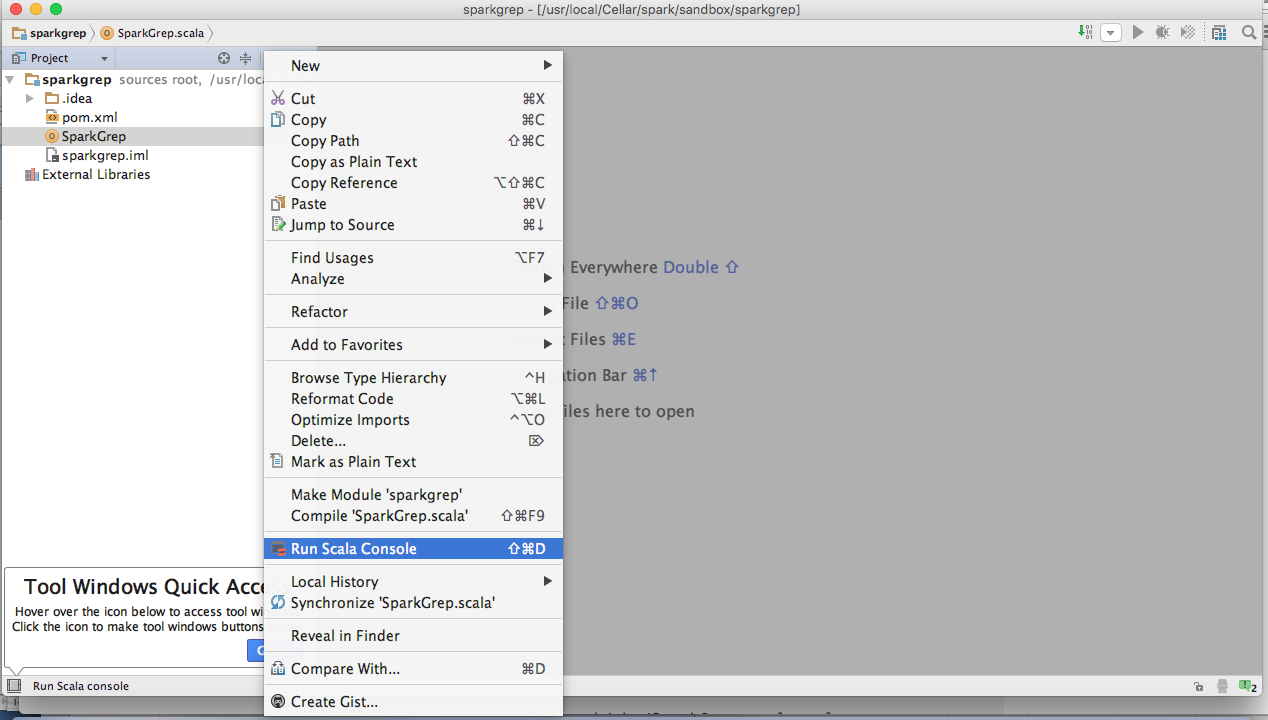 sparkgrep - [/usr/local/Cellar/spark/sandbox/sparkgrep]
sparkgrep SparkGrep.scala
Project
sparkgrep sources root, /usr/loca
.idea
pom.xml
SparkGrep
sparkgrep.iml
External Libraries
New
Cut ⌘X
Copy ⌘C
Copy Path ⇧⌘C
Copy as Plain Text
Copy Reference ⌥⇧⌘C
Paste ⌘V
Jump to Source ⌘↓
Find Usages ⌥F7
Analyze
Refactor
Add to Favorites
Browse Type Hierarchy ^H
Reformat Code ⌥⌘L
Optimize Imports ^⌥O
Delete... ⌦
Mark as Plain Text
Make Module 'sparkgrep'
Compile 'SparkGrep.scala' ⇧⌘F9
Run Scala Console ⇧⌘D
Local History
Synchronize 'SparkGrep.scala'
Reveal in Finder
Compare With... ⌘D
Create Gist...
Everywhere Double ⇧
File ⇧⌘O
Files ⌘E
Bar ⌘↑
files here to open
Tool Windows Quick Acce
Hover over the icon below to access tool wi
Click the icon to make tool windows buttons
Run Scala console
2